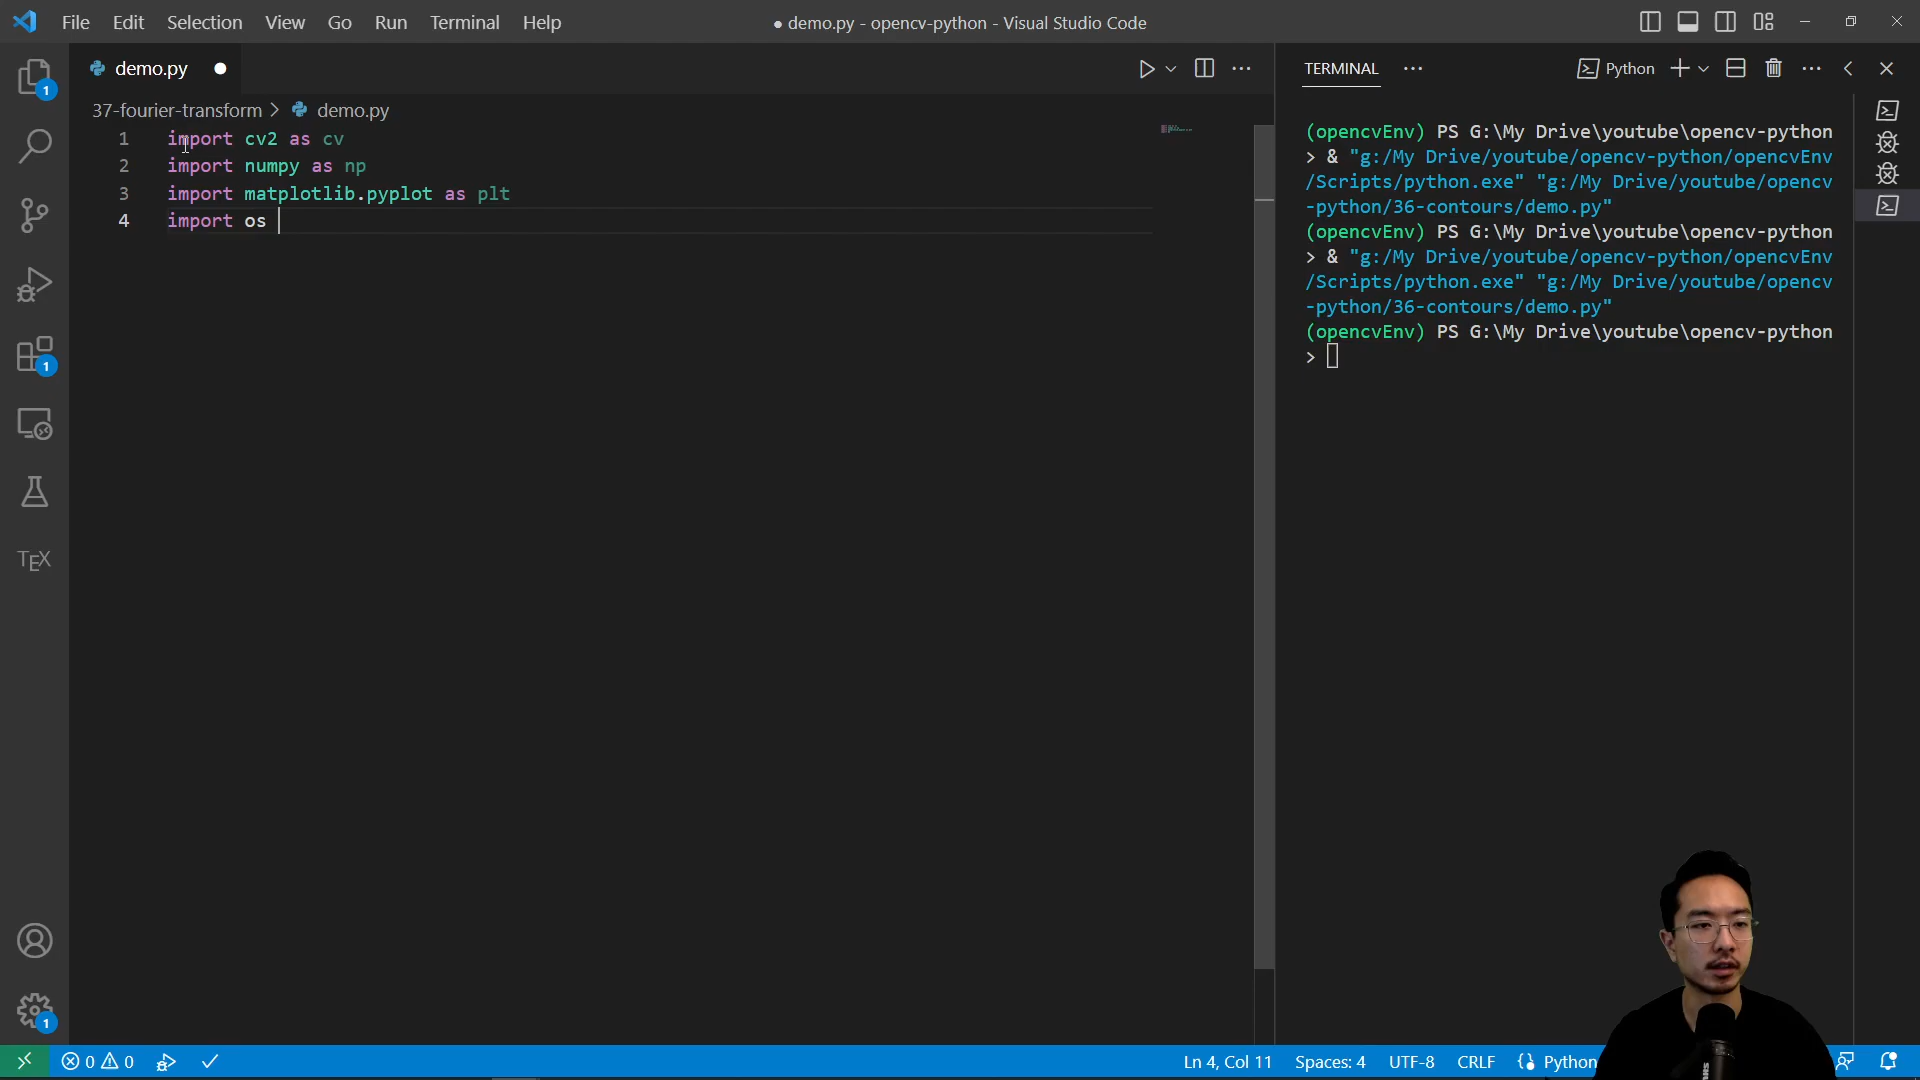 File Edit Selection View Go Run Terminal Help
● demo.py - opencv-python - Visual Studio Code
demo.py
37-fourier-transform > demo.py
1 import cv2 as cv
2 import numpy as np
3 import matplotlib.pyplot as plt
4 import os
TERMINAL
Python
(opencvEnv) PS G:\My Drive\youtube\opencv-python
> & "g:/My Drive/youtube/opencv-python/opencvEnv
/Scripts/python.exe" "g:/My Drive/youtube/opencv
-python/36-contours/demo.py"
(opencvEnv) PS G:\My Drive\youtube\opencv-python
> & "g:/My Drive/youtube/opencv-python/opencvEnv
/Scripts/python.exe" "g:/My Drive/youtube/opencv
-python/36-contours/demo.py"
(opencvEnv) PS G:\My Drive\youtube\opencv-python
>
1
1
TEX
1
0 0
Ln 4, Col 11 Spaces: 4 UTF-8 CRLF Python